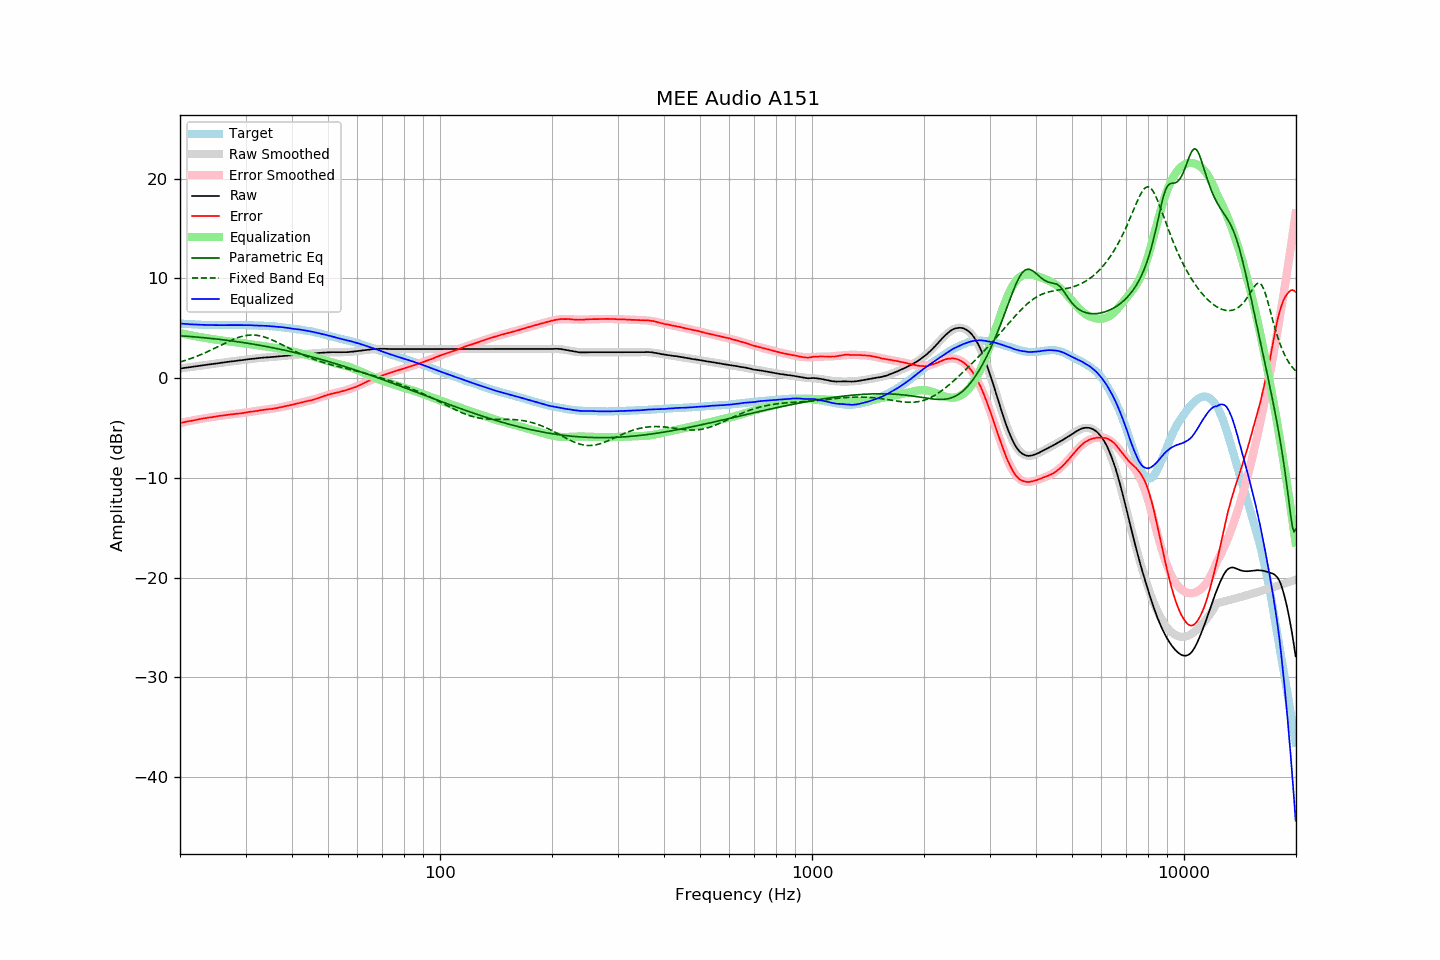 MEE Audio A151
Target
Raw Smoothed
Error Smoothed
Raw
Error
Equalization
Parametric Eq
Fixed Band Eq
Equalized
20
10
0
−10
−20
−30
−40
Amplitude (dBr)
100
1000
10000
Frequency (Hz)